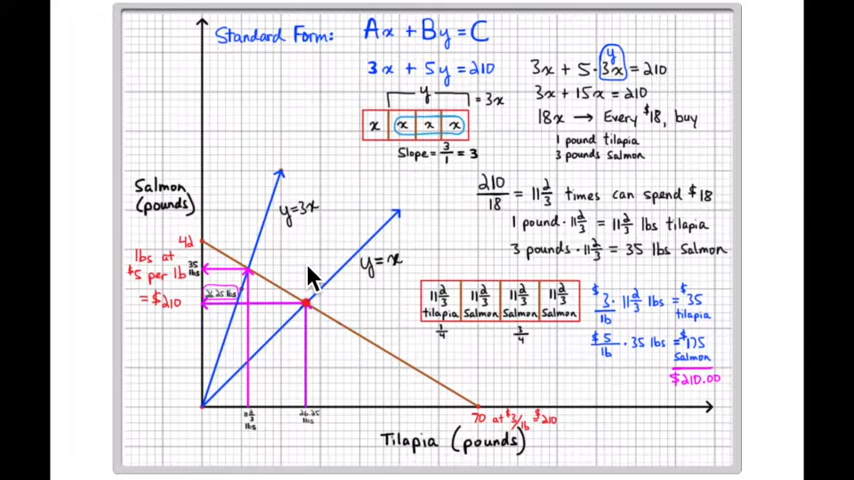 Standard Form: Ax + By = C
3x + 5y = 210
y
= 3x
x x x x
Slope = 3/1 = 3
y
3x + 5 · 3x = 210
3x + 15x = 210
18x → Every $18, buy
1 pound tilapia
3 pounds Salmon
210/18 = 11 2/3 times can spend $18
1 pound · 11 2/3 = 11 2/3 lbs tilapia
3 pounds · 11 2/3 = 35 lbs Salmon
Salmon
(pounds)
42
lbs at
$5 per lb
= $210
35
lbs
26.25 lbs
y=3x
y=x
11 2/3 11 2/3 11 2/3 11 2/3
tilapia Salmon Salmon Salmon
1/4 3/4
$3/lb · 11 2/3 lbs = $35
tilapia
$5/lb · 35 lbs = $175
Salmon
$210.00
11 2/3
lbs
26.25
lbs
70 at $3/lb = $210
Tilapia (pounds)